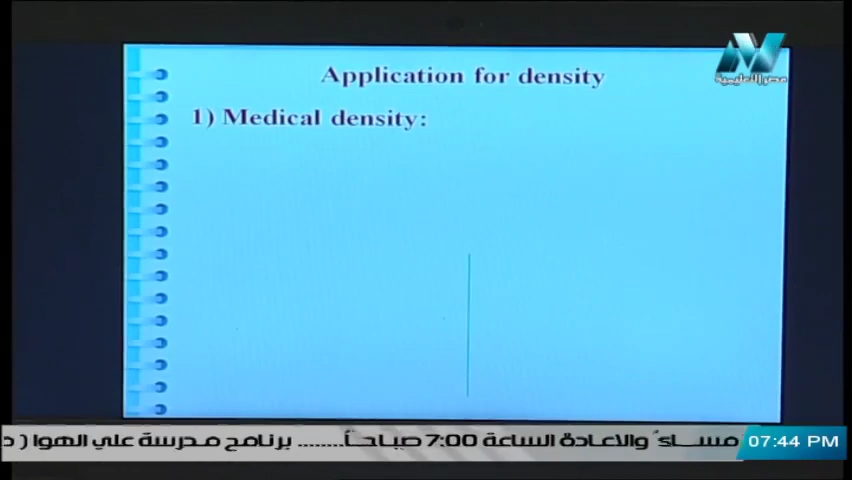 Application for density
مصر التعليمية
1) Medical density:
مساءً والاعادة الساعة 7:00 صباحاً........ برنامج مدرسة علي الهوا (
07:44 PM